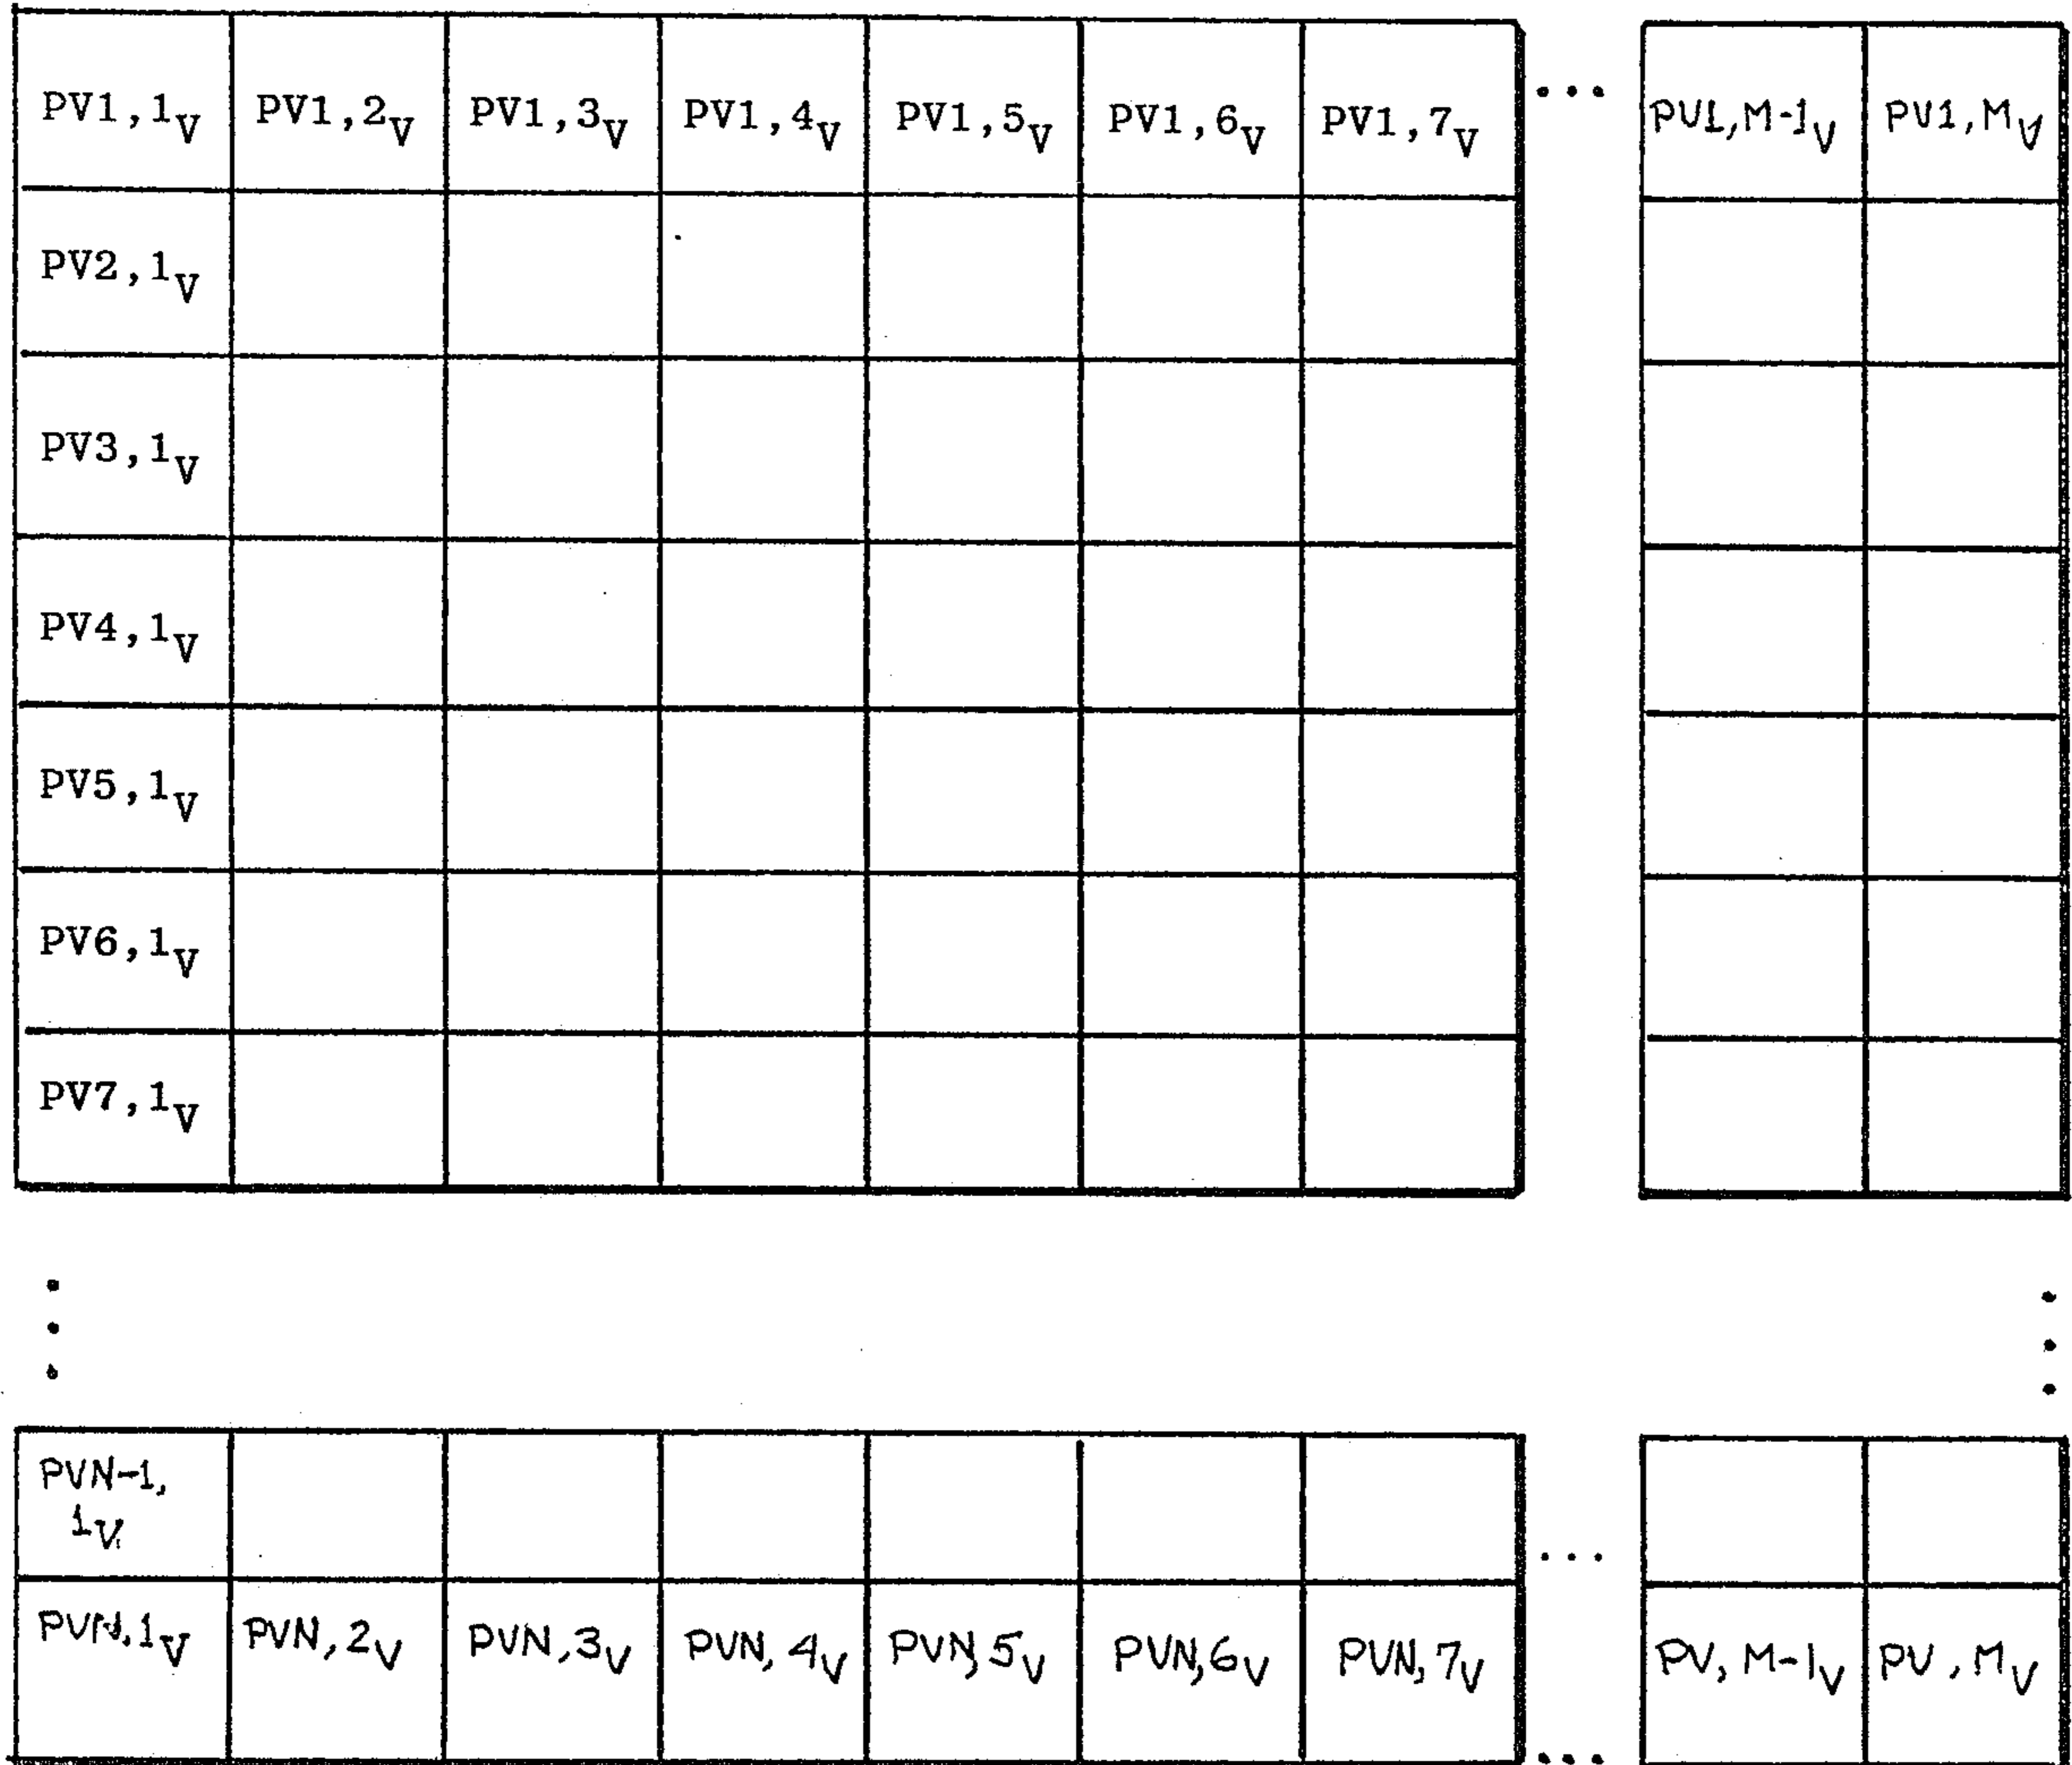 PV1,1V PV1,2V PV1,3V PV1,4V PV1,5V PV1,6V PV1,7V ... PV1,M-1V PV1,MV
PV2,1V
PV3,1V
PV4,1V
PV5,1V
PV6,1V
PV7,1V
PVN-1,
1V
... 
PVN,1V PVN,2V PVN,3V PVN,4V PVN,5V PVN,6V PVN,7V PV,M-1V PV,MV
...